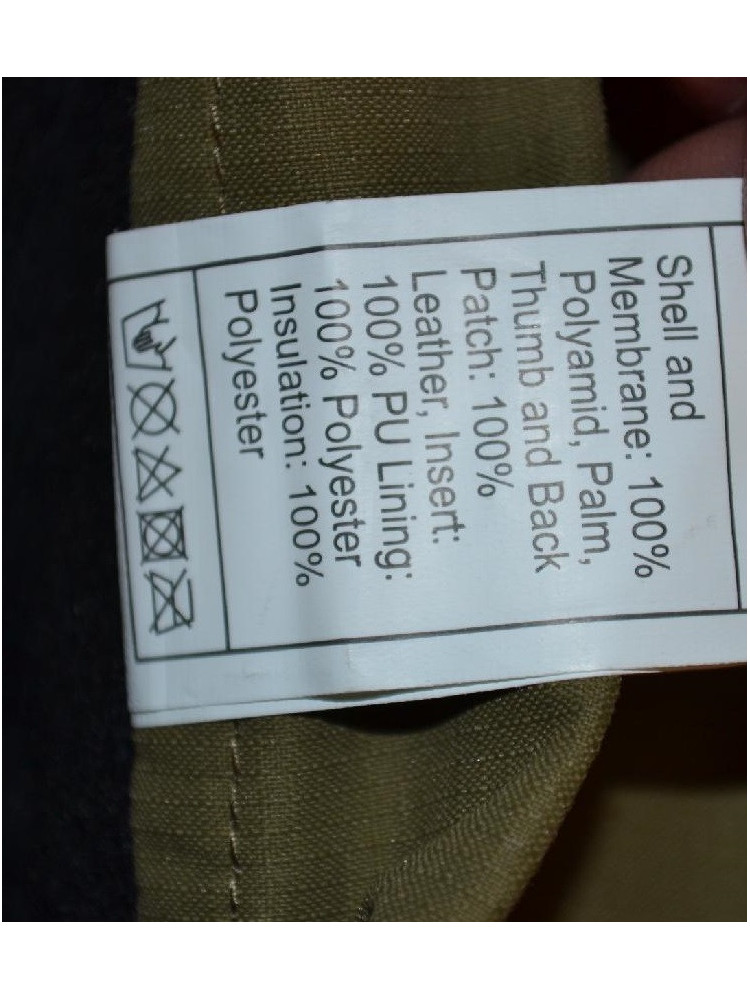 Shell and
Membrane: 100%
Polyamid, Palm,
Thumb and Back
Patch: 100%
Leather, Insert:
100% PU Lining:
100% Polyester
Insulation: 100%
Polyester